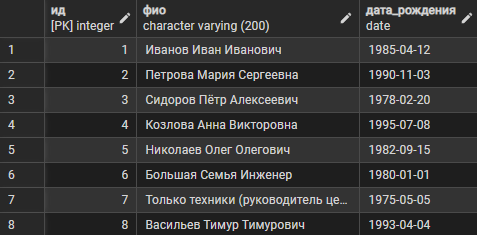 ид фио дата_рождения
[PK] integer character varying (200) date
1 1 Иванов Иван Иванович 1985-04-12
2 2 Петрова Мария Сергеевна 1990-11-03
3 3 Сидоров Пётр Алексеевич 1978-02-20
4 4 Козлова Анна Викторовна 1995-07-08
5 5 Николаев Олег Олегович 1982-09-15
6 6 Большая Семья Инженер 1980-01-01
7 7 Только техники (руководитель це... 1975-05-05
8 8 Васильев Тимур Тимурович 1993-04-04